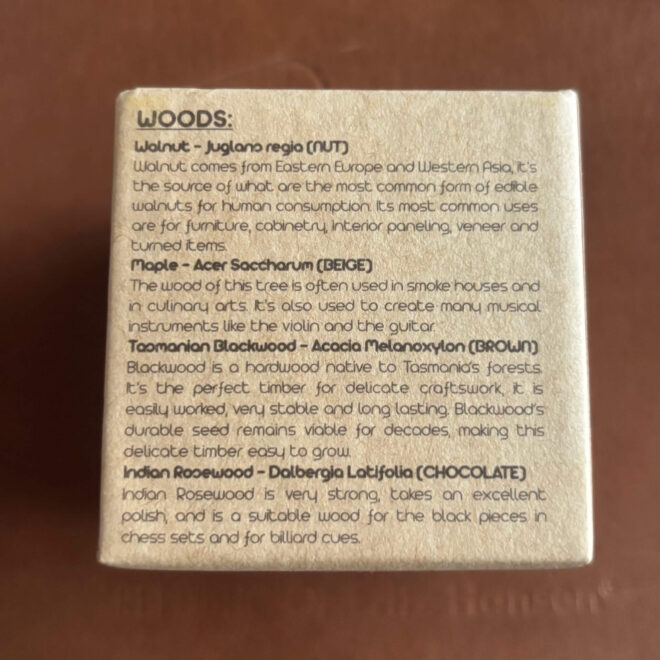 WOODS:
Walnut - Juglans regia (NUT)
Walnut comes from Eastern Europe and Western Asia, it's
the source of what are the most common form of edible
walnuts for human consumption. Its most common uses
are for furniture, cabinetry, interior paneling, veneer and
turned items.
Maple - Acer Saccharum (BEIGE)
The wood of this tree is often used in smoke houses and
in culinary arts. It's also used to create many musical
instruments like the violin and the guitar.
Tasmanian Blackwood - Acacia Melanoxylon (BROWN)
Blackwood is a hardwood native to Tasmania's forests.
It's the perfect timber for delicate craftswork, it is
easily worked, very stable and long lasting. Blackwood's
durable seed remains viable for decades, making this
delicate timber easy to grow.
Indian Rosewood - Dalbergia Latifolia (CHOCOLATE)
Indian Rosewood is very strong, takes an excellent
polish, and is a suitable wood for the black pieces in
chess sets and for billiard cues.
Hansen